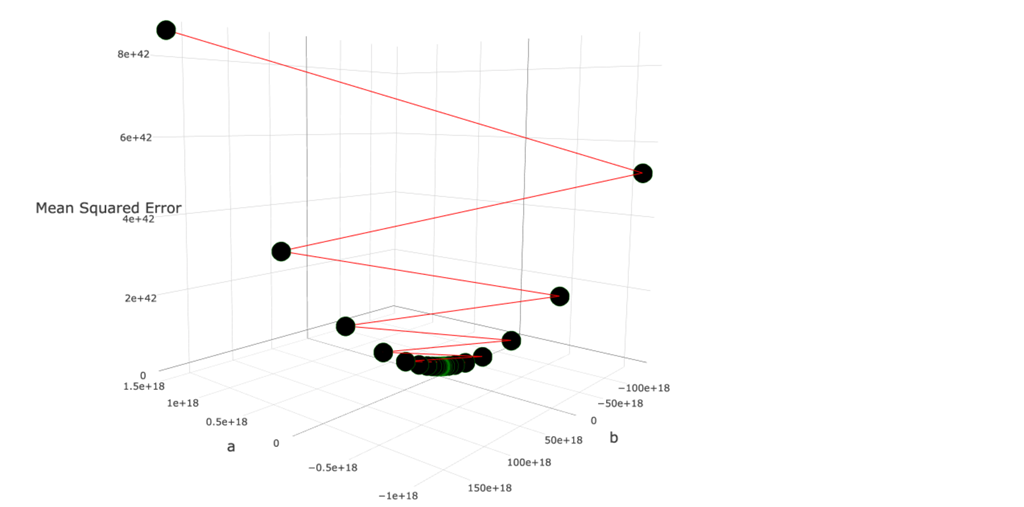 8e+42
6e+42
Mean Squared Error
4e+42
2e+42
0
1.5e+18
1e+18
0.5e+18
0
a
−0.5e+18
−1e+18
−100e+18
−50e+18
0
b
50e+18
100e+18
150e+18